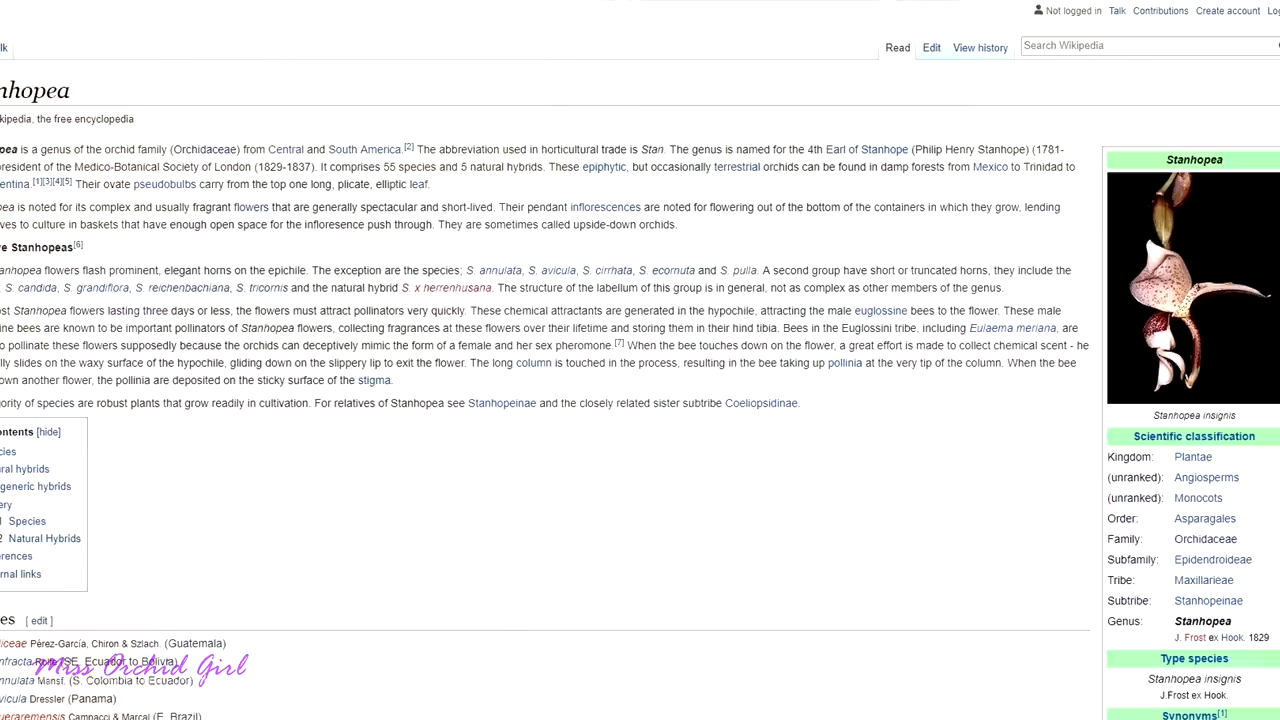 Not logged in Talk Contributions Create account Log
lk
Read Edit View history Search Wikipedia
nhopea
kipedia, the free encyclopedia
pea is a genus of the orchid family (Orchidaceae) from Central and South America.[2] The abbreviation used in horticultural trade is Stan. The genus is named for the 4th Earl of Stanhope (Philip Henry Stanhope) (1781-
president of the Medico-Botanical Society of London (1829-1837). It comprises 55 species and 5 natural hybrids. These epiphytic, but occasionally terrestrial orchids can be found in damp forests from Mexico to Trinidad to
entina.[1][3][4][5] Their ovate pseudobulbs carry from the top one long, plicate, elliptic leaf.
ea is noted for its complex and usually fragrant flowers that are generally spectacular and short-lived. Their pendant inflorescences are noted for flowering out of the bottom of the containers in which they grow, lending
ves to culture in baskets that have enough open space for the infloresence push through. They are sometimes called upside-down orchids.
e Stanhopeas[6]
anhopea flowers flash prominent, elegant horns on the epichile. The exception are the species; S. annulata, S. avicula, S. cirrhata, S. ecornuta and S. pulla. A second group have short or truncated horns, they include the
S. candida, S. grandiflora, S. reichenbachiana, S. tricornis and the natural hybrid S. x herrenhusana. The structure of the labellum of this group is in general, not as complex as other members of the genus.
st Stanhopea flowers lasting three days or less, the flowers must attract pollinators very quickly. These chemical attractants are generated in the hypochile, attracting the male euglossine bees to the flower. These male
ine bees are known to be important pollinators of Stanhopea flowers, collecting fragrances at these flowers over their lifetime and storing them in their hind tibia. Bees in the Euglossini tribe, including Eulaema meriana, are
o pollinate these flowers supposedly because the orchids can deceptively mimic the form of a female and her sex pheromone.[7] When the bee touches down on the flower, a great effort is made to collect chemical scent - he
lly slides on the waxy surface of the hypochile, gliding down on the slippery lip to exit the flower. The long column is touched in the process, resulting in the bee taking up pollinia at the very tip of the column. When the bee
own another flower, the pollinia are deposited on the sticky surface of the stigma.
ority of species are robust plants that grow readily in cultivation. For relatives of Stanhopea see Stanhopeinae and the closely related sister subtribe Coeliopsidinae.
ontents [hide]
cies
ral hybrids
generic hybrids
ery
1 Species
2 Natural Hybrids
erences
rnal links
es [ edit ]
iceae Pérez-García, Chiron & Szlach. (Guatemala)
nfracta Rolfe (SE. Ecuador to Bolivia)
nnulata Mansf. (S. Colombia to Ecuador)
vicula Dressler (Panama)
ueraremensis Campacci & Marcal (E. Brazil)
Miss Orchid Girl
Stanhopea
Stanhopea insignis
Scientific classification
Kingdom: Plantae
(unranked): Angiosperms
(unranked): Monocots
Order: Asparagales
Family: Orchidaceae
Subfamily: Epidendroideae
Tribe: Maxillarieae
Subtribe: Stanhopeinae
Genus: Stanhopea
J. Frost ex Hook. 1829
Type species
Stanhopea insignis
J.Frost ex Hook.
Synonyms[1]